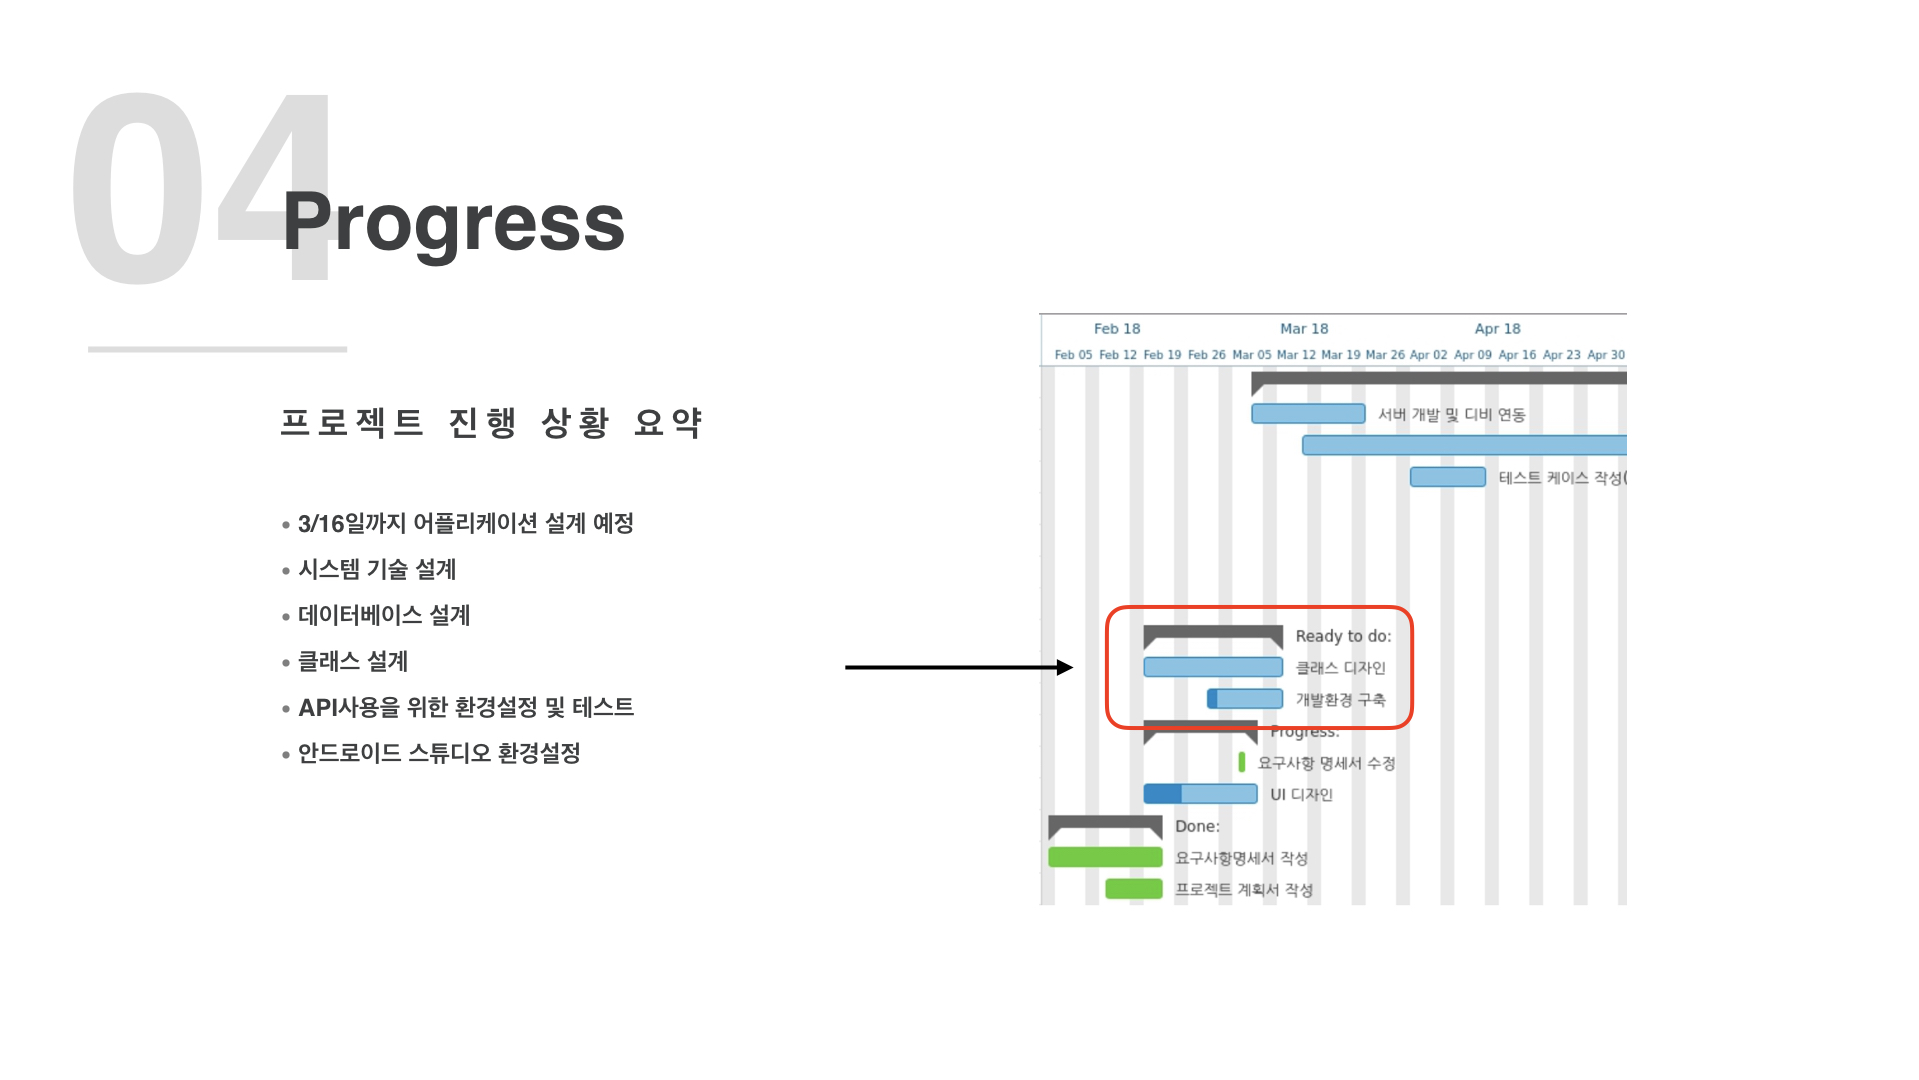 04
Progress
프로젝트 진행 상황 요약
3/16일까지 어플리케이션 설계 예정
시스템 기술 설계
데이터베이스 설계
클래스 설계
API사용을 위한 환경설정 및 테스트
안드로이드 스튜디오 환경설정
Feb 18 Mar 18 Apr 18
Feb 05 Feb 12 Feb 19 Feb 26 Mar 05 Mar 12 Mar 19 Mar 26 Apr 02 Apr 09 Apr 16 Apr 23 Apr 30
서버 개발 및 디비 연동
테스트 케이스 작성(
Ready to do:
클래스 디자인
개발환경 구축
Progress:
요구사항 명세서 수정
UI 디자인
Done:
요구사항명세서 작성
프로젝트 계획서 작성